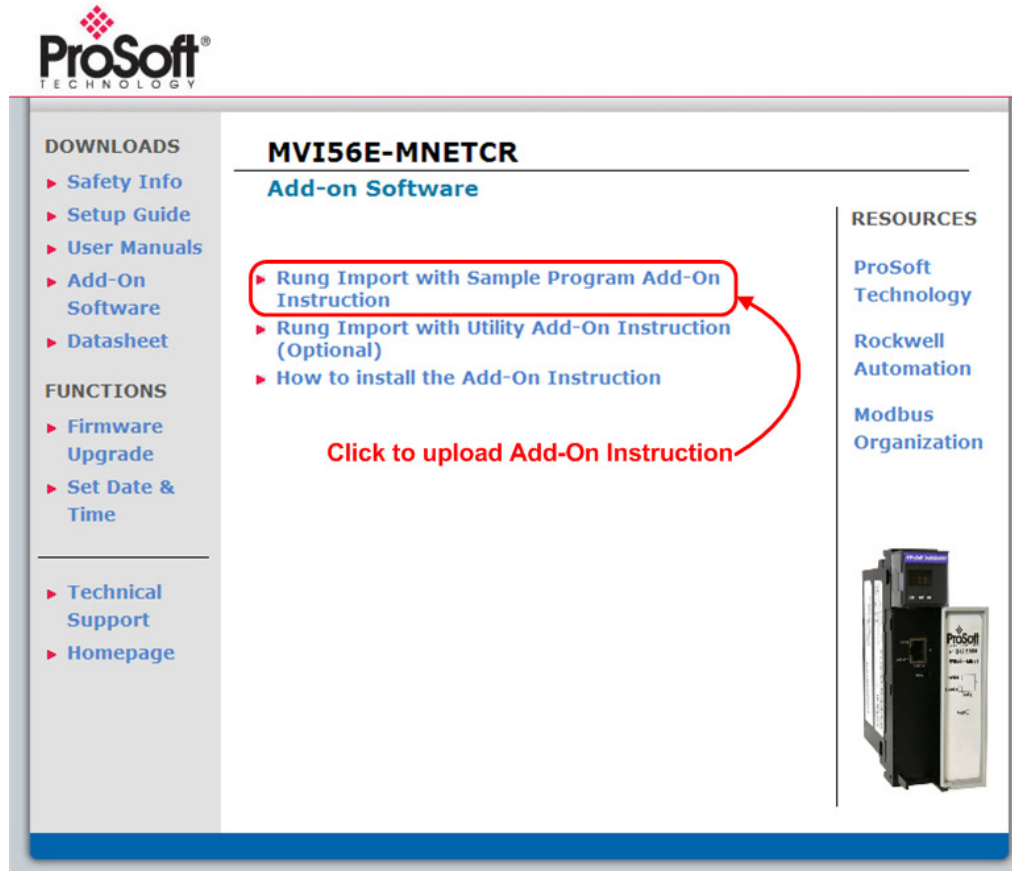 ProSoft®
TECHNOLOGY
DOWNLOADS
Safety Info
Setup Guide
User Manuals
Add-On
Software
Datasheet
FUNCTIONS
Firmware
Upgrade
Set Date &
Time
Technical
Support
Homepage
MVI56E-MNETCR
Add-on Software
Rung Import with Sample Program Add-On
Instruction
Rung Import with Utility Add-On Instruction
(Optional)
How to install the Add-On Instruction
Click to upload Add-On Instruction
RESOURCES
ProSoft
Technology
Rockwell
Automation
Modbus
Organization
ProSoft